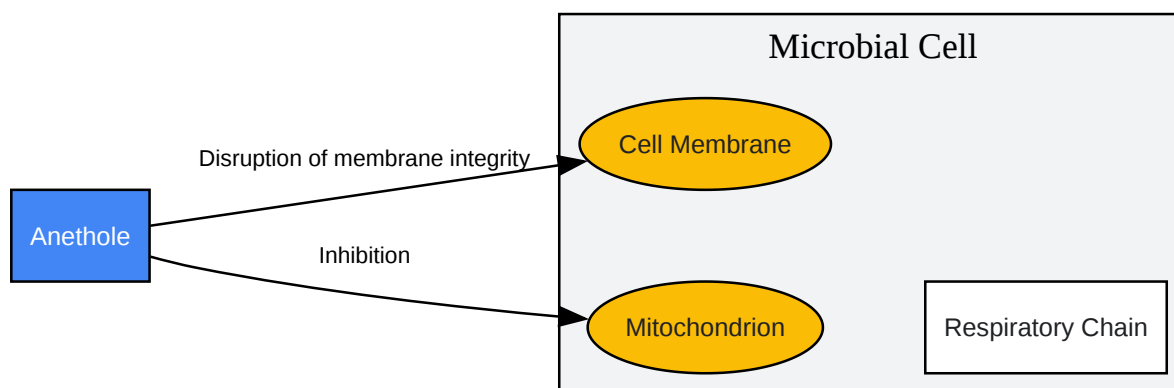 Microbial Cell
Cell Membrane
Disruption of membrane integrity
Anethole
Inhibition
Mitochondrion
Respiratory Chain